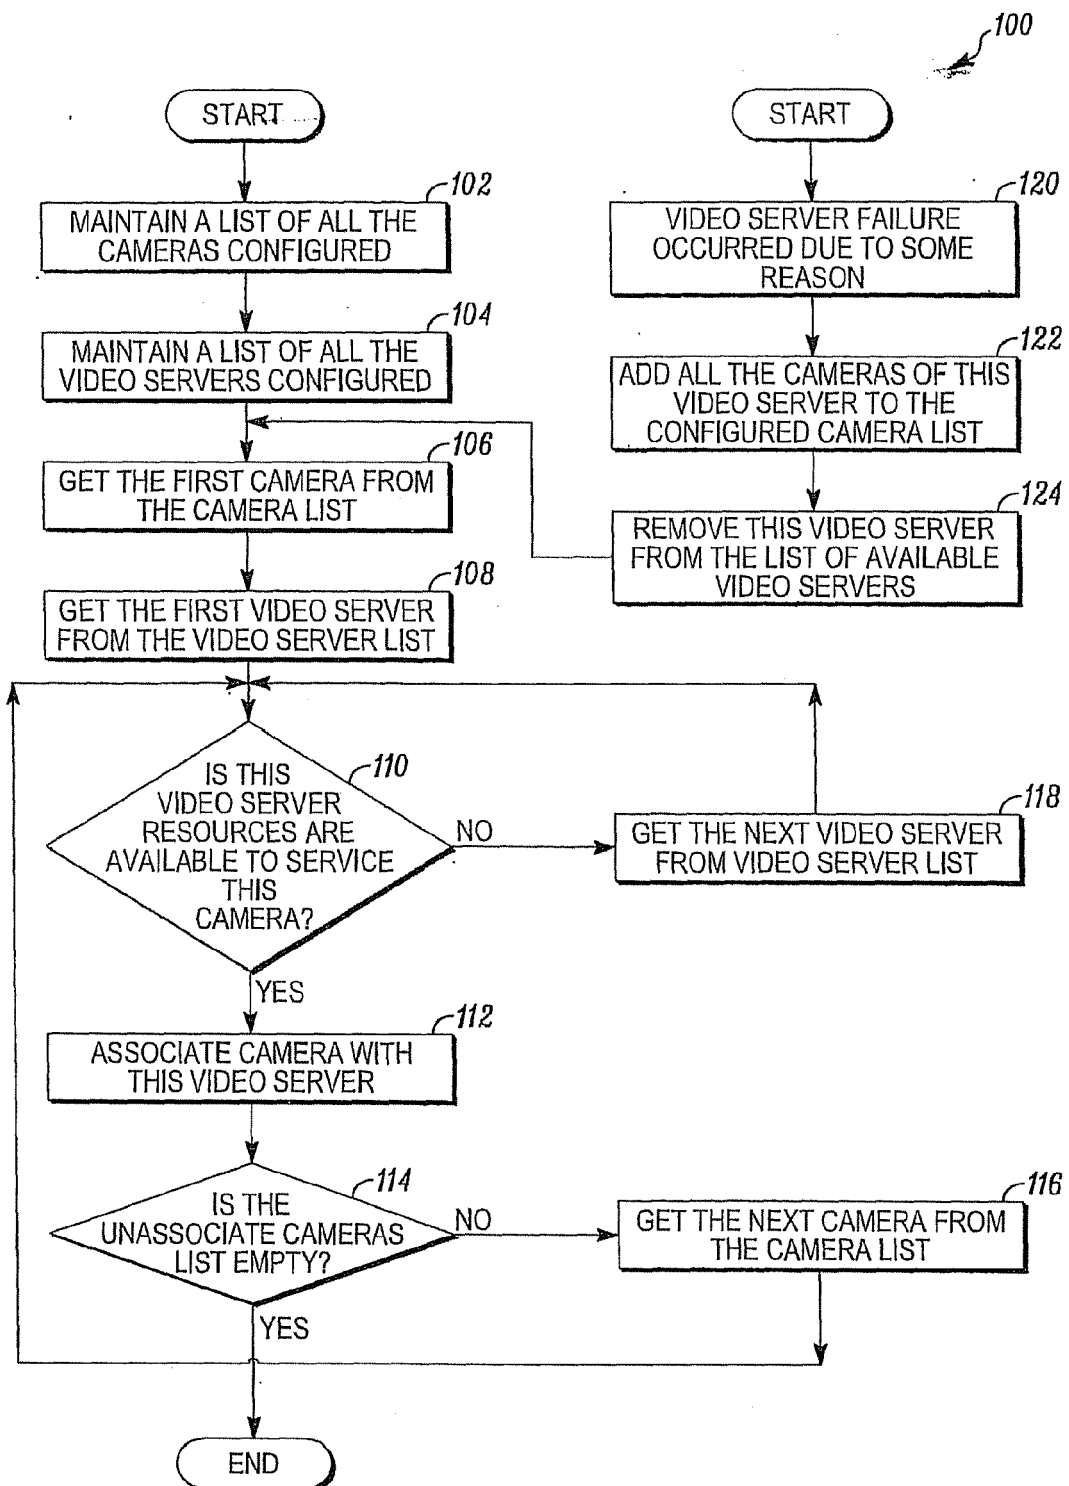 100
START
102
MAINTAIN A LIST OF ALL THE
CAMERAS CONFIGURED
104
MAINTAIN A LIST OF ALL THE
VIDEO SERVERS CONFIGURED
106
GET THE FIRST CAMERA FROM
THE CAMERA LIST
108
GET THE FIRST VIDEO SERVER
FROM THE VIDEO SERVER LIST
START
120
VIDEO SERVER FAILURE
OCCURRED DUE TO SOME
REASON
122
ADD ALL THE CAMERAS OF THIS
VIDEO SERVER TO THE
CONFIGURED CAMERA LIST
124
REMOVE THIS VIDEO SERVER
FROM THE LIST OF AVAILABLE
VIDEO SERVERS
110
IS THIS
VIDEO SERVER
RESOURCES ARE
AVAILABLE TO SERVICE
THIS
CAMERA?
NO
118
GET THE NEXT VIDEO SERVER
FROM VIDEO SERVER LIST
YES
112
ASSOCIATE CAMERA WITH
THIS VIDEO SERVER
114
IS THE
UNASSOCIATE CAMERAS
LIST EMPTY?
NO
116
GET THE NEXT CAMERA FROM
THE CAMERA LIST
YES
END